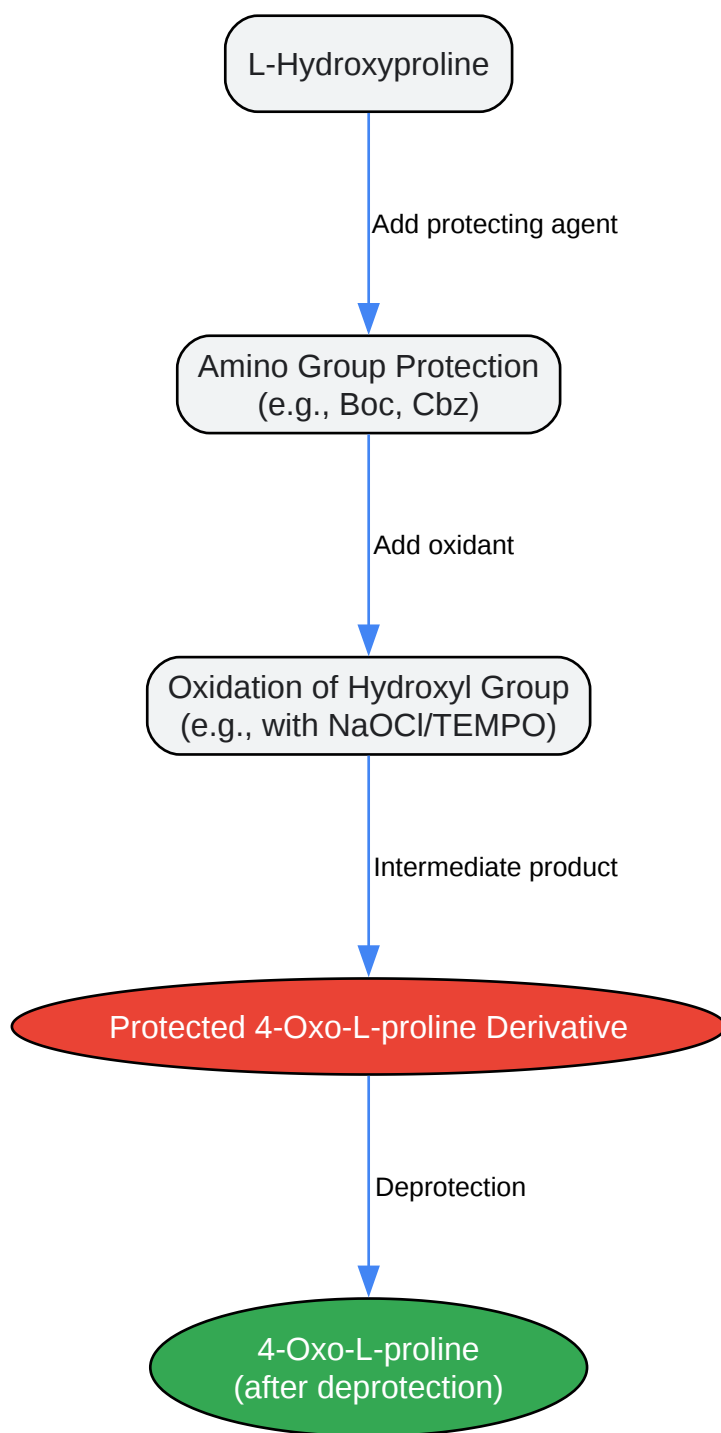 L-Hydroxyproline
Add protecting agent
Amino Group Protection
(e.g., Boc, Cbz)
Add oxidant
Oxidation of Hydroxyl Group
(e.g., with NaOCl/TEMPO)
Intermediate product
Protected 4-Oxo-L-proline Derivative
Deprotection
4-Oxo-L-proline
(after deprotection)